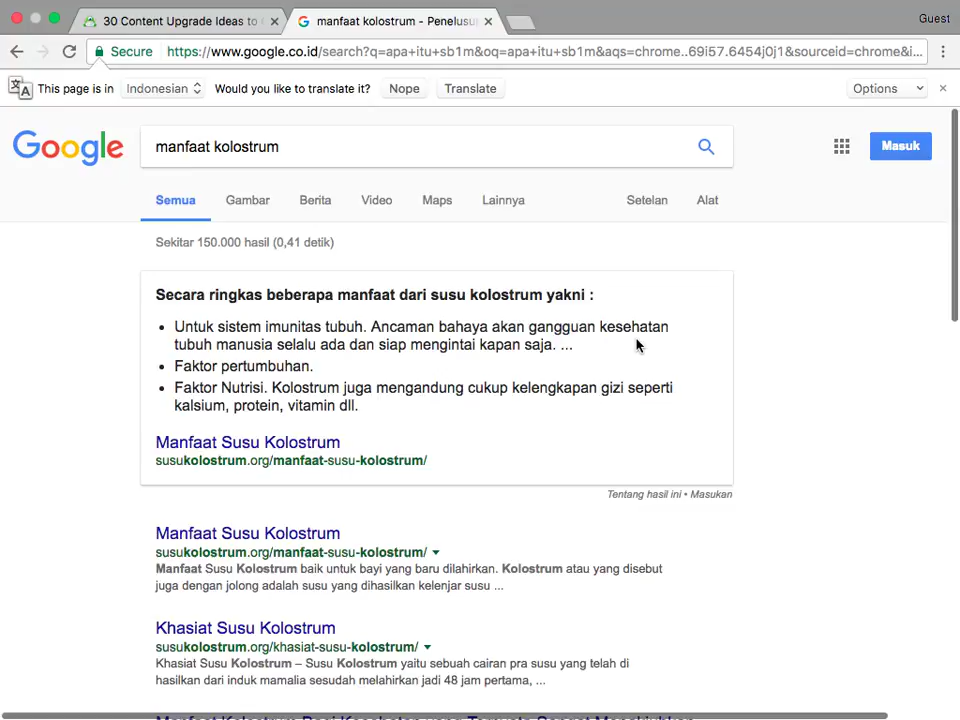 30 Content Upgrade Ideas to
manfaat kolostrum - Penelusu
Guest
Secure https://www.google.co.id/search?q=apa+itu+sb1m&oq=apa+itu+sb1m&aqs=chrome..69i57.6454j0j1&sourceid=chrome&i...
This page is in Indonesian Would you like to translate it? Nope Translate Options
Google
manfaat kolostrum
Masuk
Semua Gambar Berita Video Maps Lainnya Setelan Alat
Sekitar 150.000 hasil (0,41 detik)
Secara ringkas beberapa manfaat dari susu kolostrum yakni :
• Untuk sistem imunitas tubuh. Ancaman bahaya akan gangguan kesehatan
tubuh manusia selalu ada dan siap mengintai kapan saja. ...
• Faktor pertumbuhan.
• Faktor Nutrisi. Kolostrum juga mengandung cukup kelengkapan gizi seperti
kalsium, protein, vitamin dll.
Manfaat Susu Kolostrum
susukolostrum.org/manfaat-susu-kolostrum/
Tentang hasil ini • Masukan
Manfaat Susu Kolostrum
susukolostrum.org/manfaat-susu-kolostrum/
Manfaat Susu Kolostrum baik untuk bayi yang baru dilahirkan. Kolostrum atau yang disebut
juga dengan jolong adalah susu yang dihasilkan kelenjar susu ...
Khasiat Susu Kolostrum
susukolostrum.org/khasiat-susu-kolostrum/
Khasiat Susu Kolostrum – Susu Kolostrum yaitu sebuah cairan pra susu yang telah di
hasilkan dari induk mamalia sesudah melahirkan jadi 48 jam pertama, ...
Manfaat Kolostrum Bagi Kesehatan yang Ternyata Sangat Menakjubkan